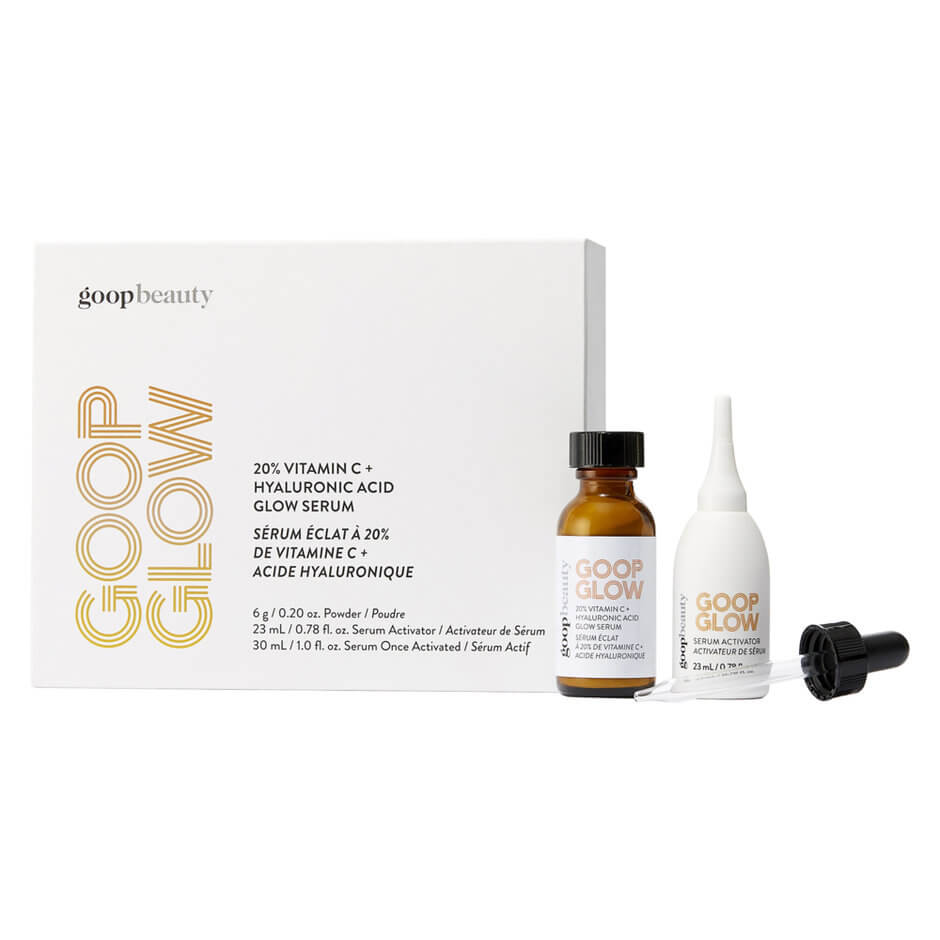 goopbeauty
GOOP
GLOW
20% VITAMIN C +
HYALURONIC ACID
GLOW SERUM
SÉRUM ÉCLAT À 20%
DE VITAMINE C +
ACIDE HYALURONIQUE
6 g / 0.20 oz. Powder / Poudre
23 mL / 0.78 fl. oz. Serum Activator / Activateur de Sérum
30 mL / 1.0 fl. oz. Serum Once Activated / Sérum Actif
goopbeauty
GOOP
GLOW
20% VITAMIN C +
HYALURONIC ACID
GLOW SERUM
SÉRUM ÉCLAT
À 20% DE VITAMINE C +
ACIDE HYALURONIQUE
goopbeauty
GOOP
GLOW
SERUM ACTIVATOR
ACTIVATEUR DE SÉRUM
23 mL / 0.78